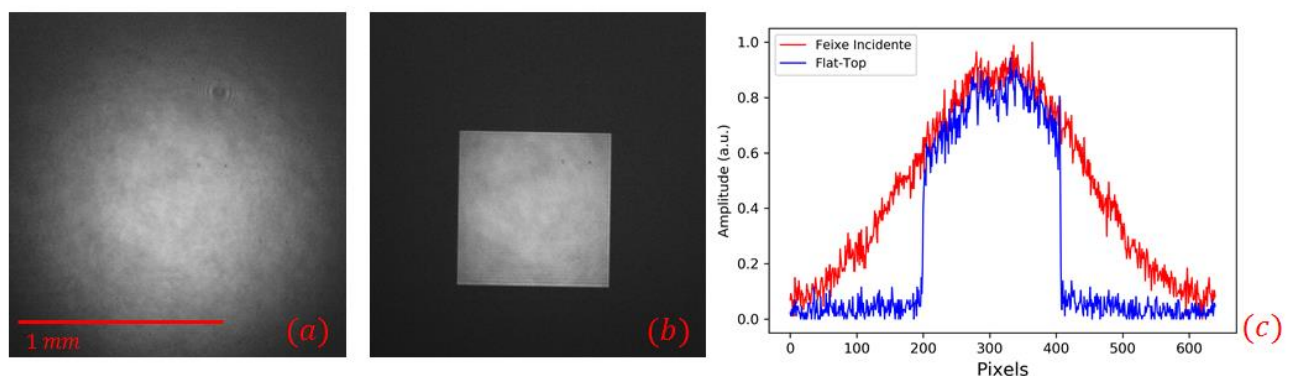 1 mm
(a)
(b)
Feixe Incidente
Flat-Top
Amplitude (a.u.)
1.0
0.8
0.6
0.4
0.2
0.0
0 100 200 300 400 500 600
Pixels
(c)